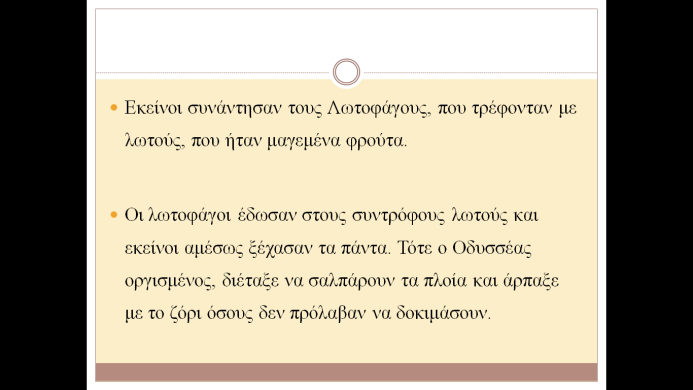 Εκείνοι συνάντησαν τους Λωτοφάγους, που τρέφονταν με
λωτούς, που ήταν μαγεμένα φρούτα.
Οι λωτοφάγοι έδωσαν στους συντρόφους λωτούς και
εκείνοι αμέσως ξέχασαν τα πάντα. Τότε ο Οδυσσέας
οργισμένος, διέταξε να σαλπάρουν τα πλοία και άρπαξε
με το ζόρι όσους δεν πρόλαβαν να δοκιμάσουν.